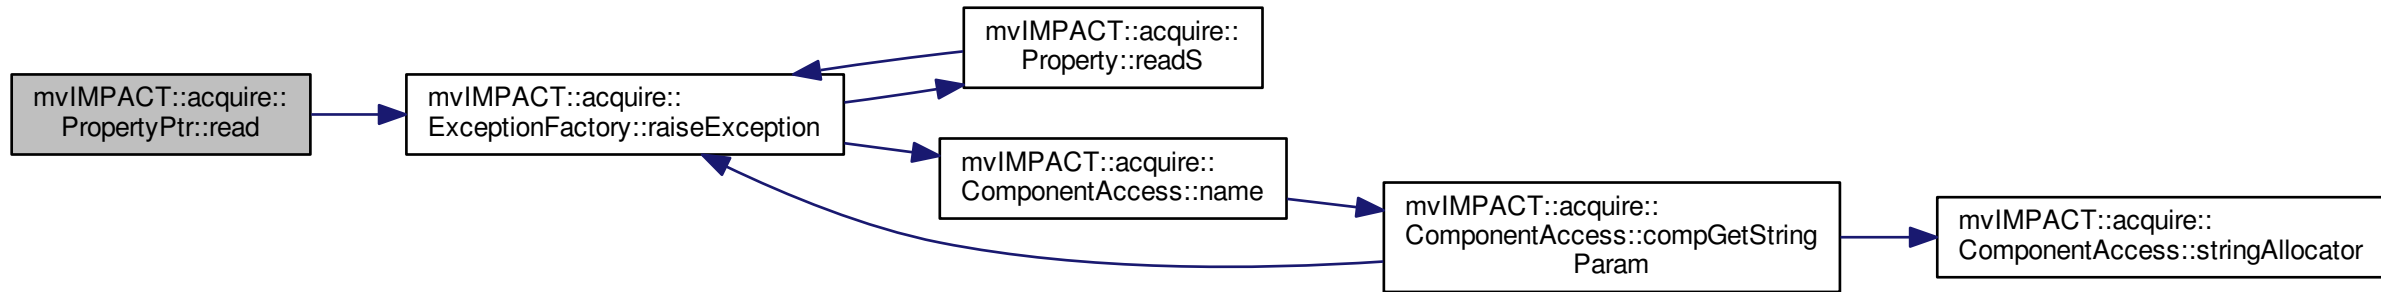 mvIMPACT::acquire::
PropertyPtr::read
mvIMPACT::acquire::
ExceptionFactory::raiseException
mvIMPACT::acquire::
Property::readS
mvIMPACT::acquire::
ComponentAccess::name
mvIMPACT::acquire::
ComponentAccess::compGetString
Param
mvIMPACT::acquire::
ComponentAccess::stringAllocator